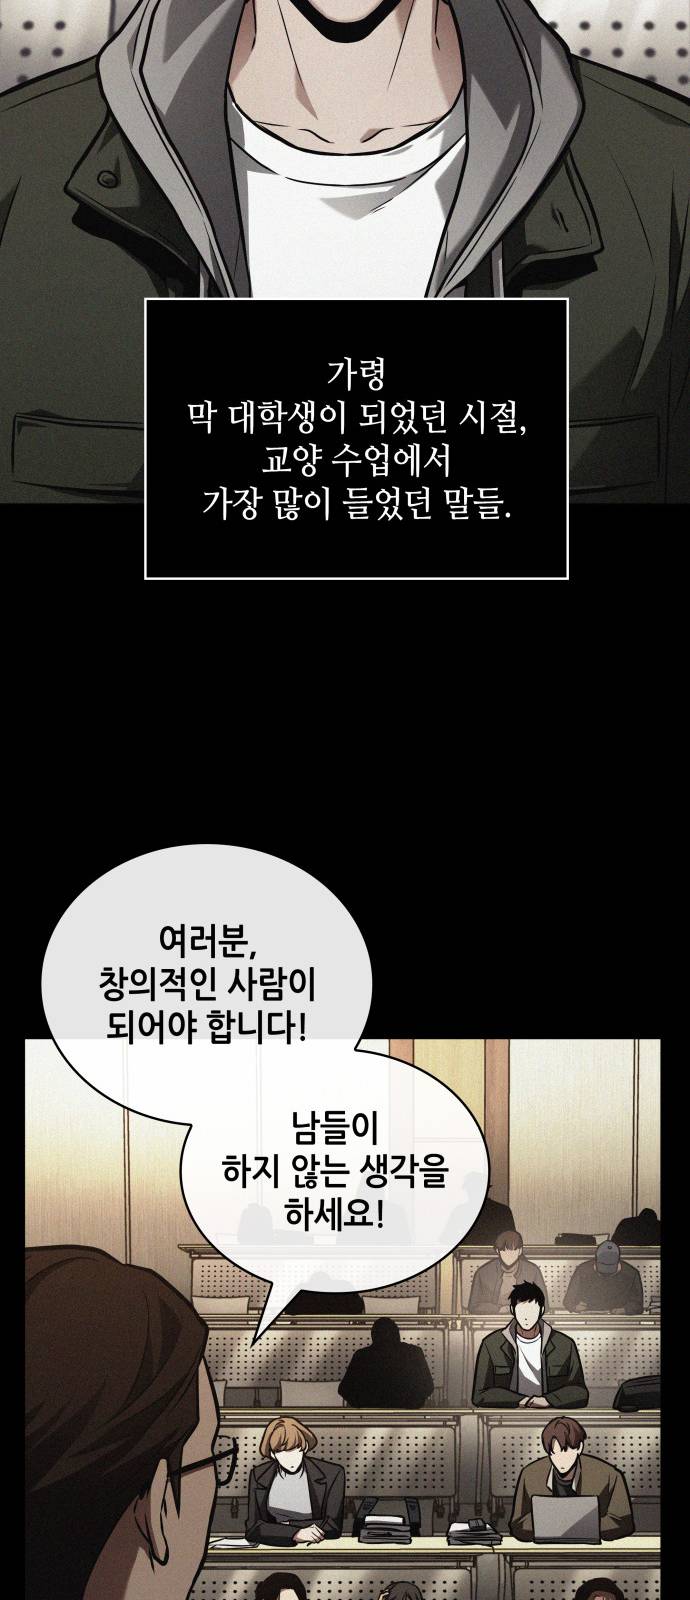 가령
막 대학생이 되었던 시절,
교양 수업에서
가장 많이 들었던 말들.
여러분,
창의적인 사람이
되어야 합니다!
남들이
하지 않는 생각을
하세요!